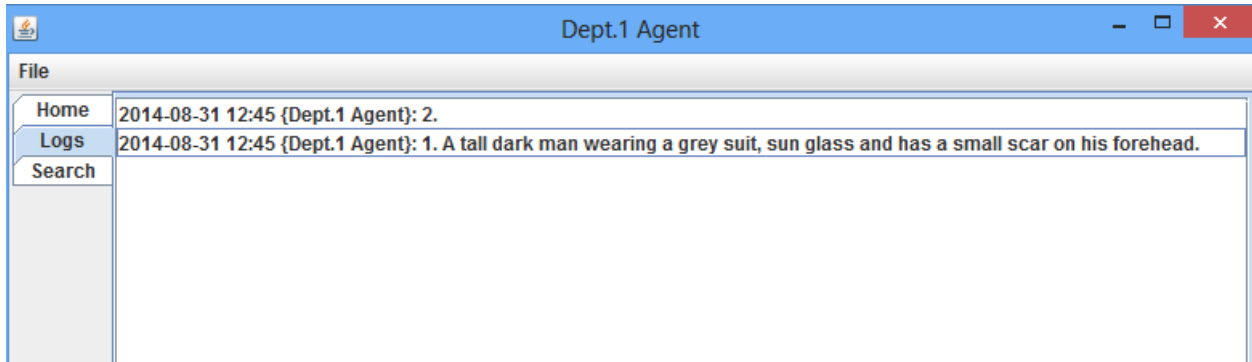 Dept.1 Agent
File
Home
2014-08-31 12:45 {Dept.1 Agent}: 2.
Logs
2014-08-31 12:45 {Dept.1 Agent}: 1. A tall dark man wearing a grey suit, sun glass and has a small scar on his forehead.
Search